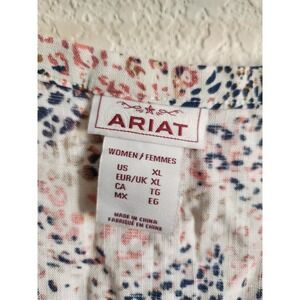 ARIAT
WOMEN / FEMMES
US XL
EUR/UK XL
CA TG
MX EG
MADE IN CHINA
FABRIQUÉ EN CHINE